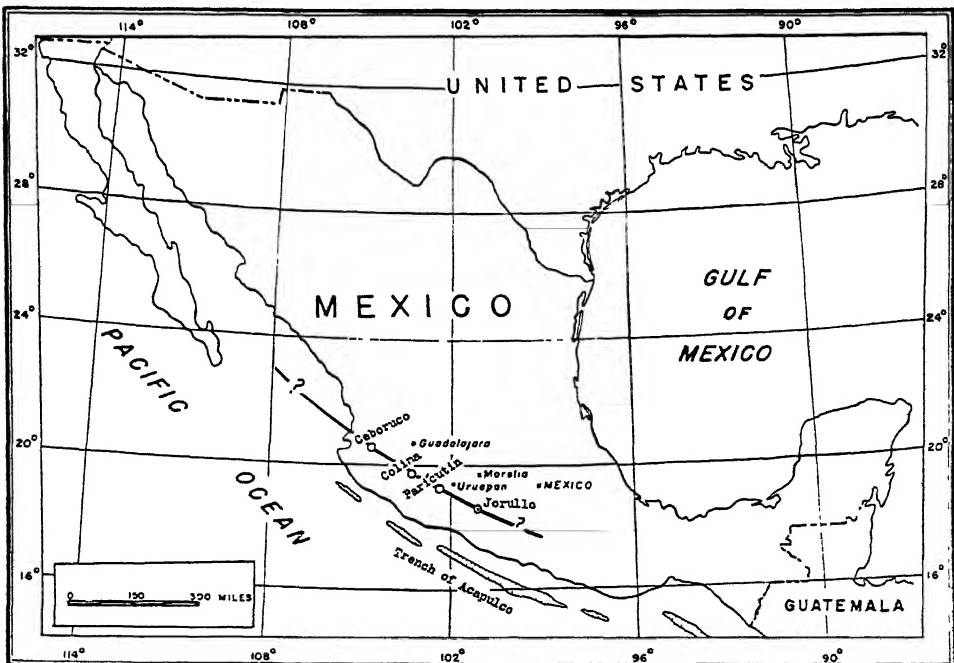 114° 108 102 96 90°
32° 32°
UNITED STATES
28° 28°
MEXICO
GULF
OF
MEXICO
24° 24°
PACIFIC
OCEAN
?
Ceboruco
20° 20°
Guadalajara
Colina
Parícutin
Morelia
Uruapan
MEXICO
Jorullo
?
Trench of Acapulco
16° 16°
0 150 300 MILES
GUATEMALA
114° 108 102 96 90°